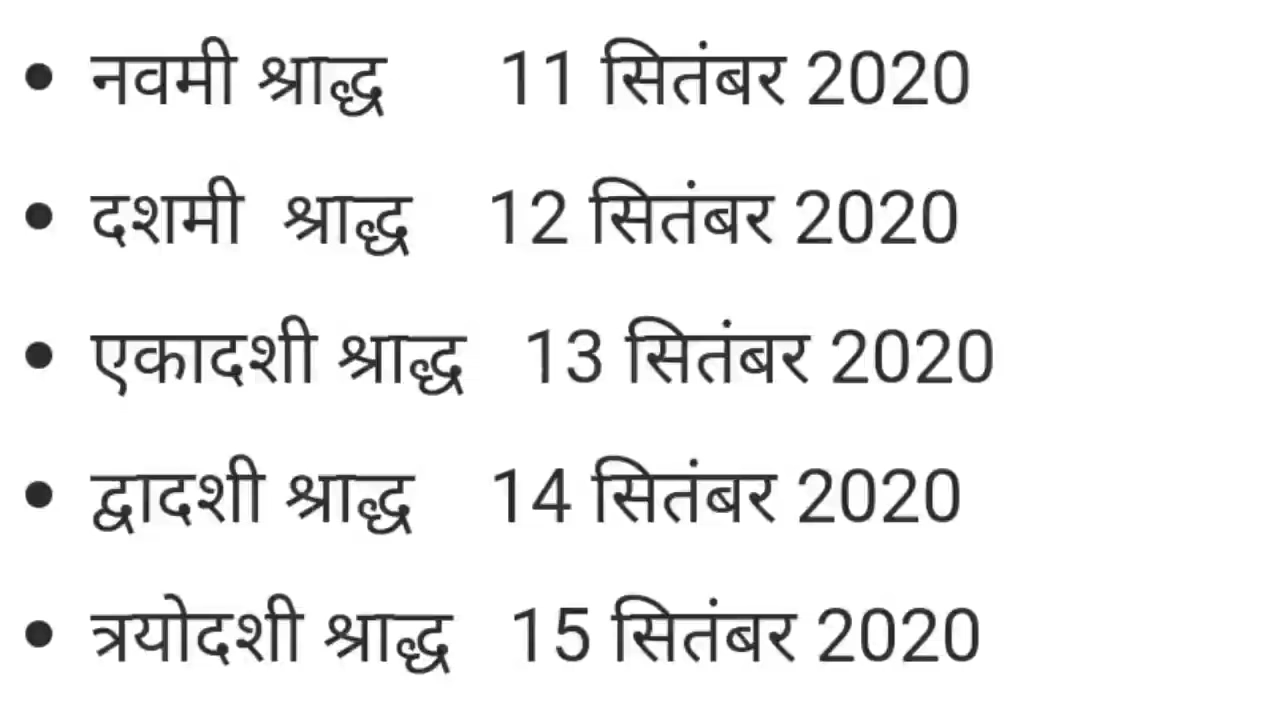 • नवमी श्राद्ध 11 सितंबर 2020
• दशमी श्राद्ध 12 सितंबर 2020
• एकादशी श्राद्ध 13 सितंबर 2020
• द्वादशी श्राद्ध 14 सितंबर 2020
• त्रयोदशी श्राद्ध 15 सितंबर 2020